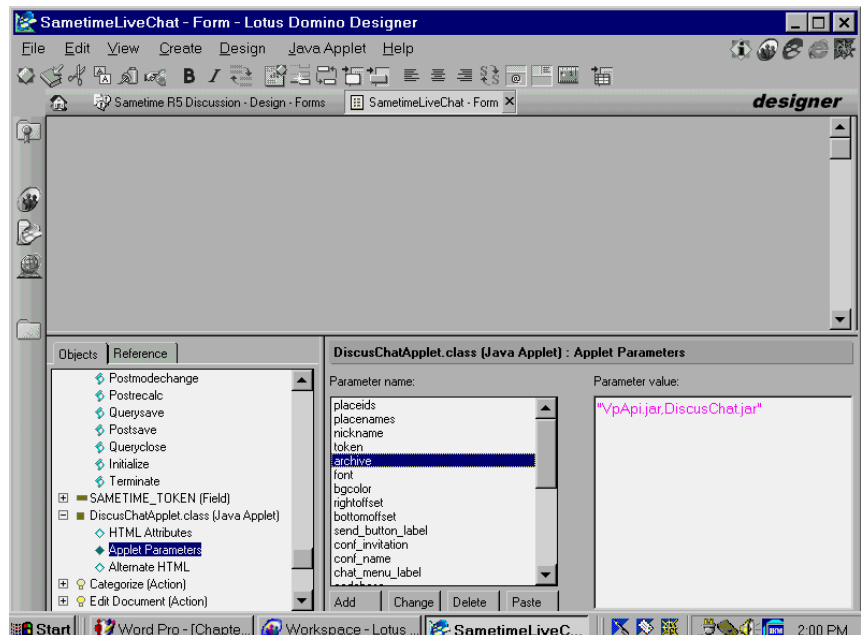 SametimeLiveChat - Form - Lotus Domino Designer
File Edit View Create Design Java Applet Help
B I
Sametime R5 Discussion - Design - Forms SametimeLiveChat - Form designer
Objects Reference
DiscusChatApplet.class (Java Applet) : Applet Parameters
Postmodechange
Postrecalc
Querysave
Postsave
Queryclose
Initialize
Terminate
SAMETIME_TOKEN (Field)
DiscusChatApplet.class (Java Applet)
HTML Attributes
Applet Parameters
Alternate HTML
Categorize (Action)
Edit Document (Action)
Parameter name:
placeids
placenames
nickname
token
archive
font
bgcolor
rightoffset
bottomoffset
send_button_label
conf_invitation
conf_name
chat_menu_label
Add Change Delete Paste
Parameter value:
"VpApi.jar,DiscusChat.jar"
Start Word Pro - [Chapte... Workspace - Lotus ... SametimeLiveC... 2:00 PM